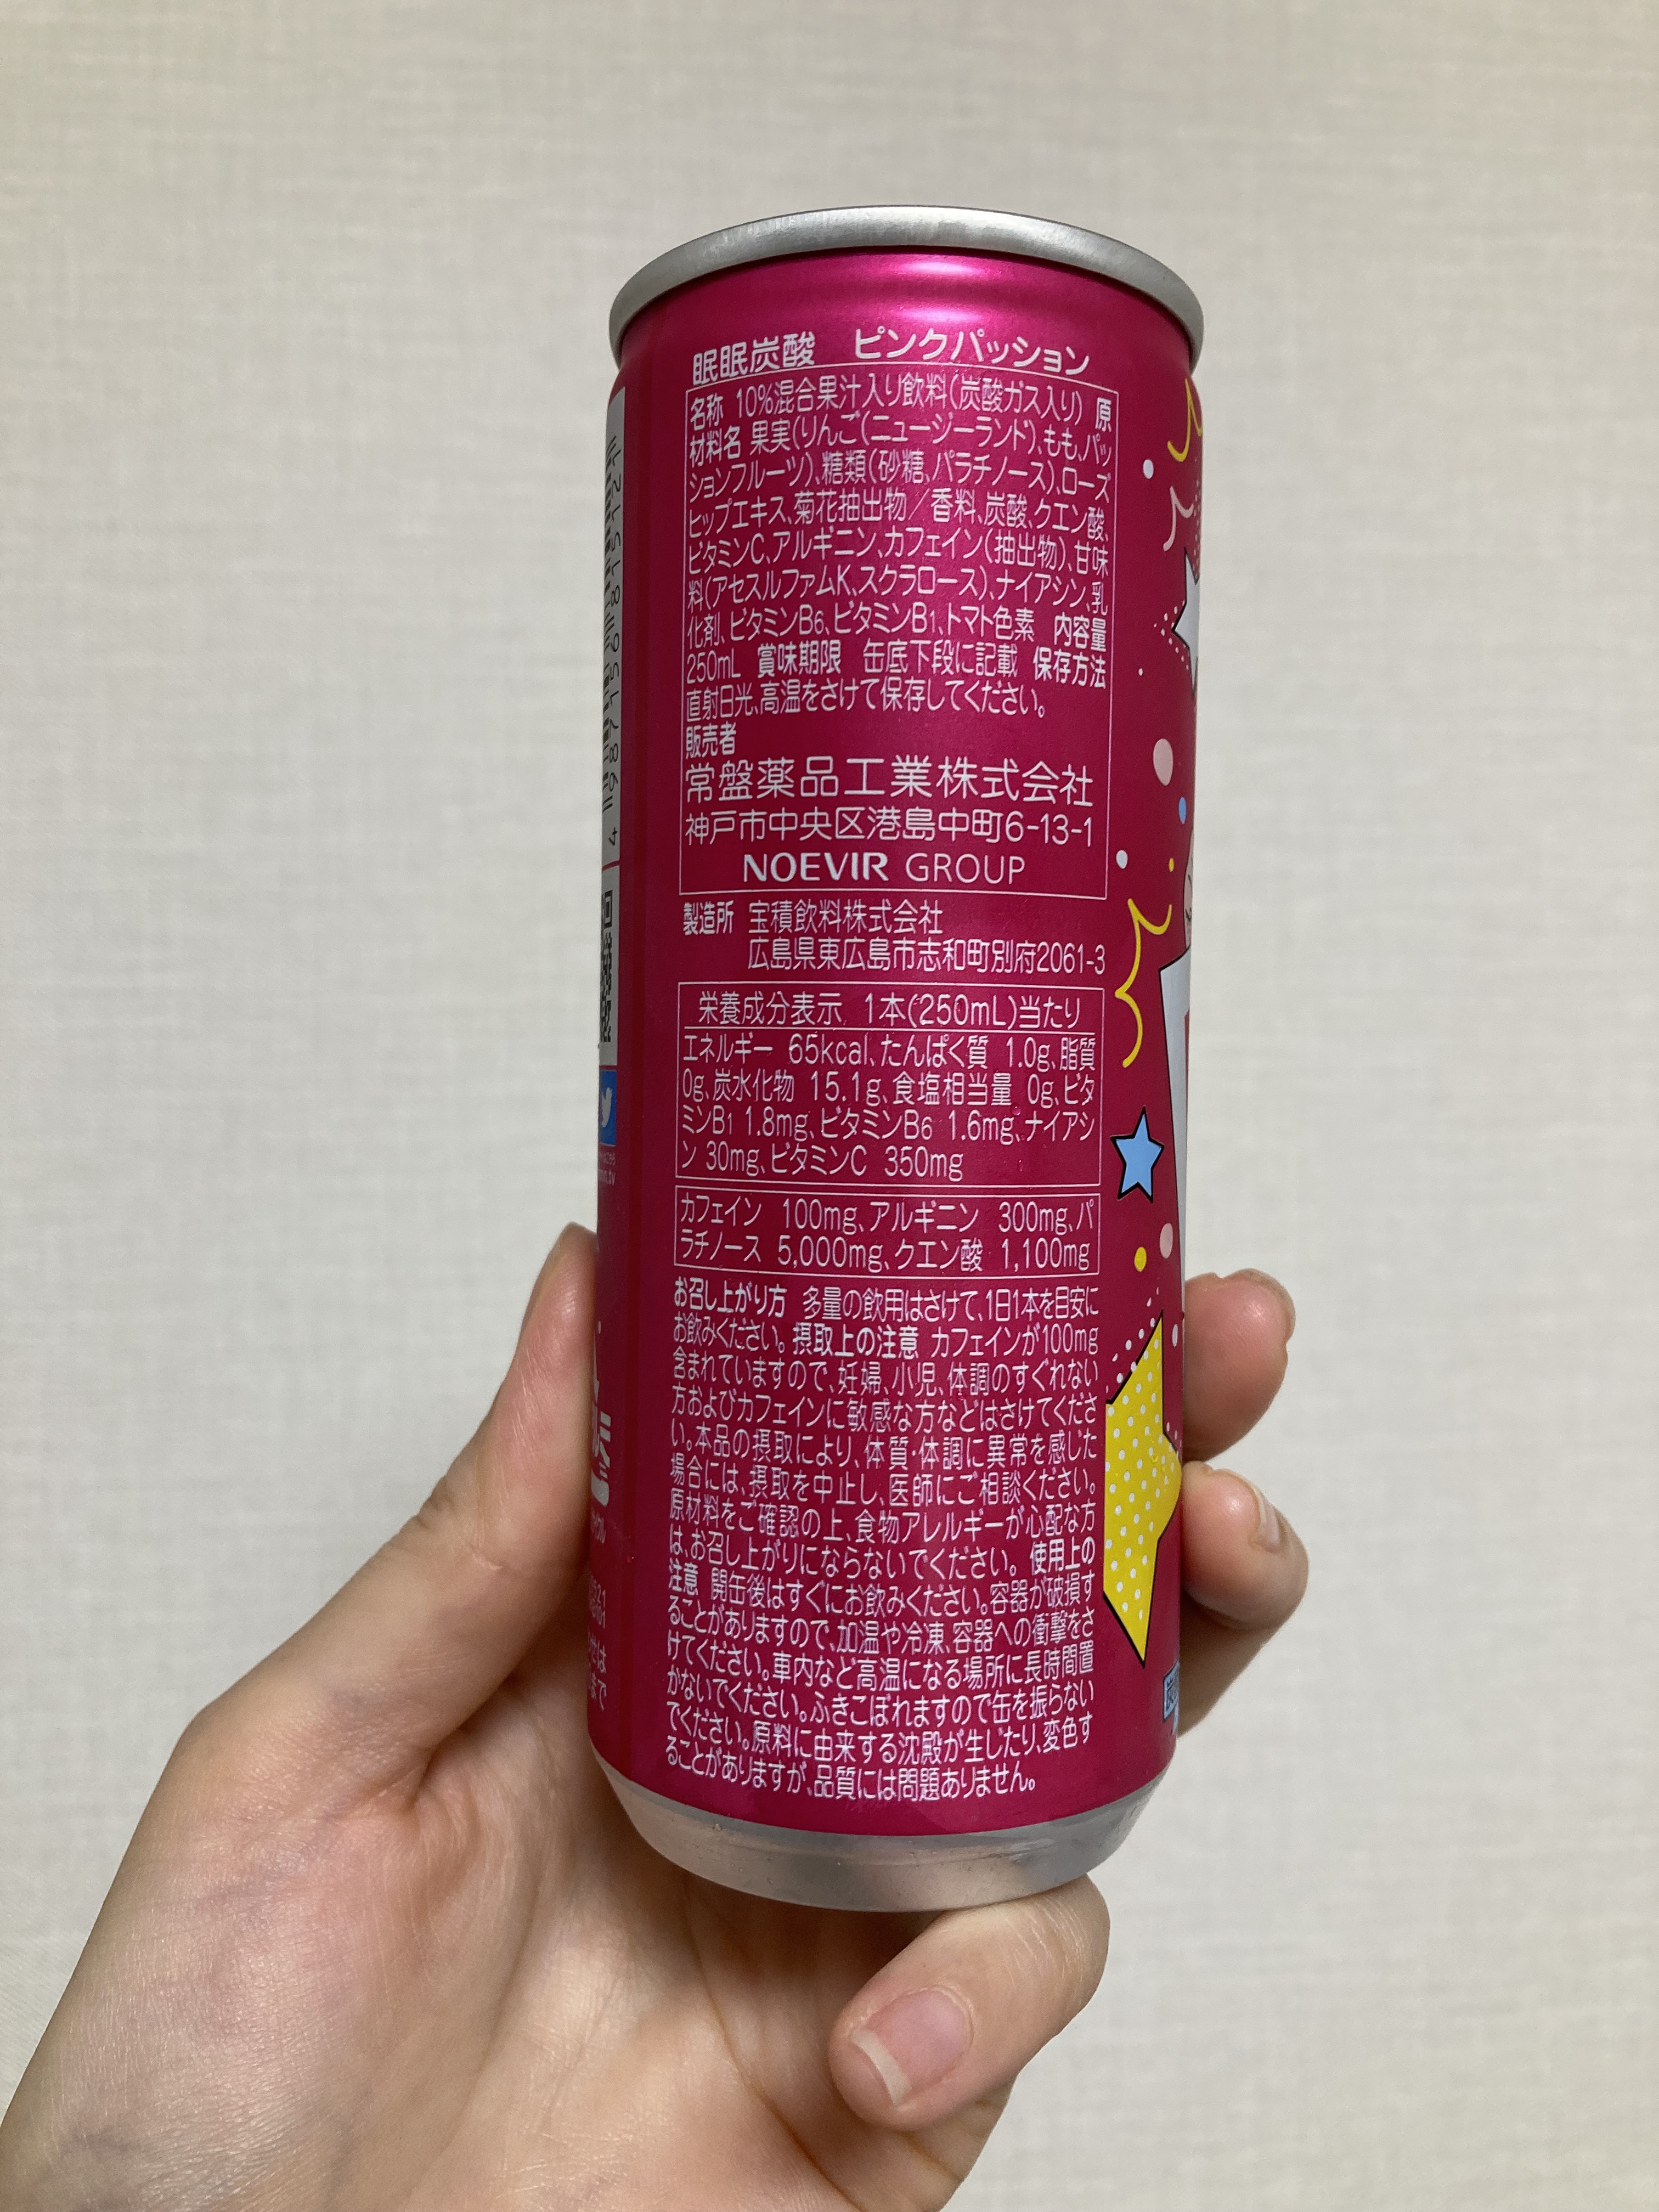 眠眠炭酸 ピンクパッション
名称 10%混合果汁入り飲料(炭酸ガス入り) 原
材料名 果実(りんご(ニュージーランド)、もも、パッ
ションフルーツ)、糖類(砂糖、パラチノース)、ローズ
ヒップエキス、菊花抽出物／香料、炭酸、クエン酸、
ビタミンC、アルギニン、カフェイン(抽出物)、甘味
料(アセスルファムK、スクラロース)、ナイアシン、乳
化剤、ビタミンB6、ビタミンB1、トマト色素 内容量
250mL 賞味期限 缶底下段に記載 保存方法
直射日光、高温をさけて保存してください。
販売者
常盤薬品工業株式会社
神戸市中央区港島中町6-13-1
NOEVIR GROUP
製造所 宝積飲料株式会社
広島県東広島市志和町別府2061-3
栄養成分表示 1本(250mL)当たり
エネルギー 65kcal、たんぱく質 1.0g、脂質
0g、炭水化物 15.1g、食塩相当量 0g、ビタ
ミンB1 1.8mg、ビタミンB6 1.6mg、ナイアシ
ン 30mg、ビタミンC 350mg
カフェイン 100mg、アルギニン 300mg、パ
ラチノース 5,000mg、クエン酸 1,100mg
お召し上がり方 多量の飲用はさけて、1日1本を目安に
お飲みください。摂取上の注意 カフェインが100mg
含まれていますので、妊婦、小児、体調のすぐれない
方およびカフェインに敏感な方などはさけてくださ
い。本品の摂取により、体質・体調に異常を感じた
場合には、摂取を中止し、医師にご相談ください。
原材料をご確認の上、食物アレルギーが心配な方
は、お召し上がりにならないでください。使用上の
注意 開缶後はすぐにお飲みください。容器が破損す
ることがありますので、加温や冷凍、容器への衝撃をさ
けてください。車内など高温になる場所に長時間置
かないでください。ふきこぼれますので缶を振らない
でください。原料に由来する沈殿が生じたり、変色す
ることがありますが、品質には問題ありません。